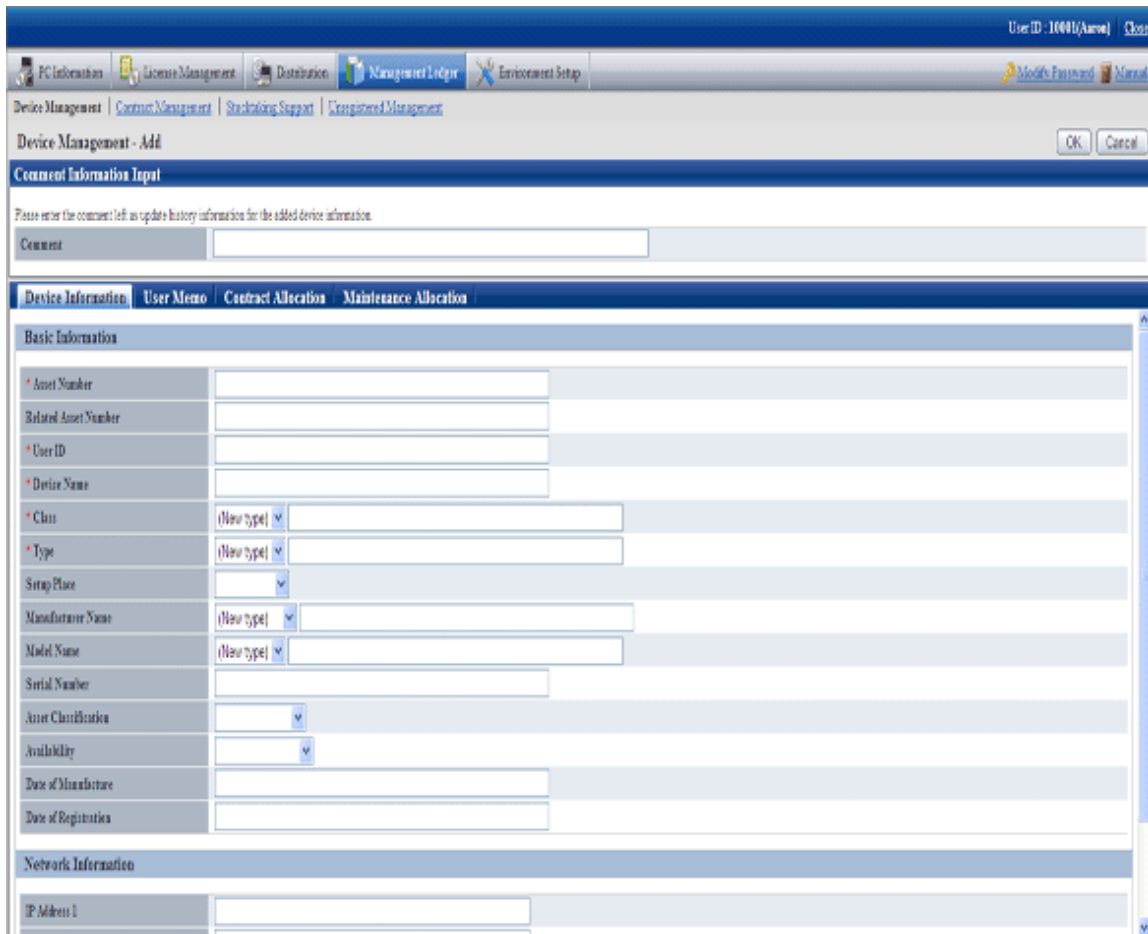 User ID : 10001(Aaron) Close
PC Information License Management Distribution Management Ledger Environment Setup Modify Password Manual
Device Management | Contract Management | Stocktaking Support | Unregistered Management
Device Management - Add OK Cancel
Comment Information Input
Please enter the comment left as update history information for the added device information.
Comment
Device Information User Memo Contract Allocation Maintenance Allocation
Basic Information
* Asset Number
Related Asset Number
* User ID
* Device Name
* Class (New type)
* Type (New type)
Setup Place
Manufacturer Name (New type)
Model Name (New type)
Serial Number
Asset Classification
Availability
Date of Manufacture
Date of Registration
Network Information
IP Address 1